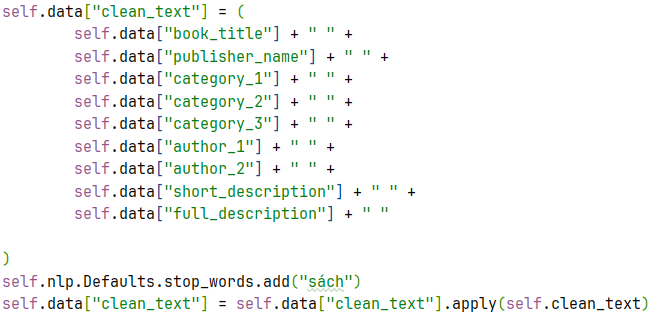 self.data["clean_text"] = (
        self.data["book_title"] + " " +
        self.data["publisher_name"] + " " +
        self.data["category_1"] + " " +
        self.data["category_2"] + " " +
        self.data["category_3"] + " " +
        self.data["author_1"] + " " +
        self.data["author_2"] + " " +
        self.data["short_description"] + " " +
        self.data["full_description"] + " "

)
self.nlp.Defaults.stop_words.add("sách")
self.data["clean_text"] = self.data["clean_text"].apply(self.clean_text)